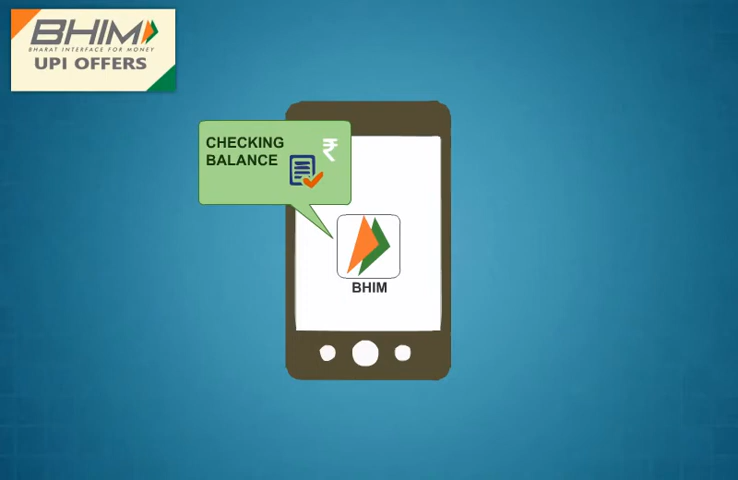 BHIM
BHARAT INTERFACE FOR MONEY
UPI OFFERS
CHECKING
BALANCE
₹
BHIM